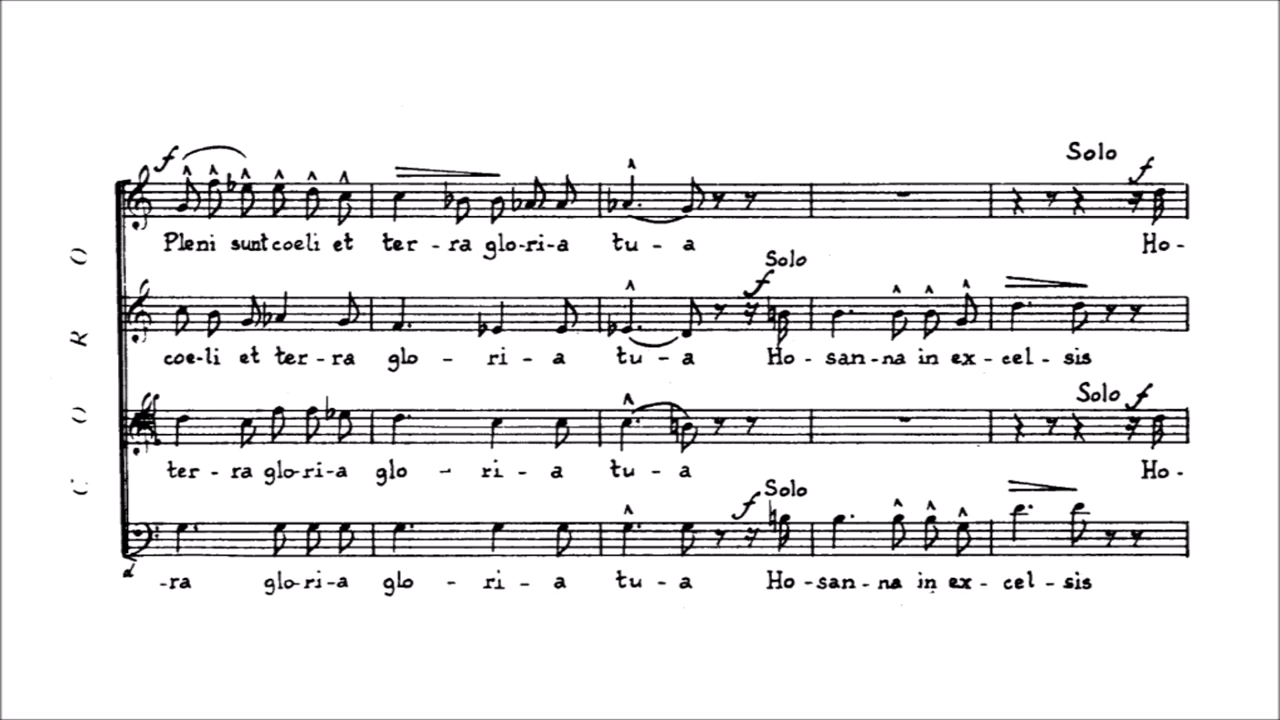 Solo
f f
Pleni sunt coeli et ter - ra glo-ri-a tu - a Ho-
Solo
f
coe-li et ter - ra glo - ri - a tu - a Ho - san - na in ex - cel - sis
Solo f
ter - ra glo-ri-a glo - ri - a tu - a Ho -
Solo
f
-ra glo-ri-a glo - ri - a tu - a Ho - san - na in ex - cel - sis
CORO